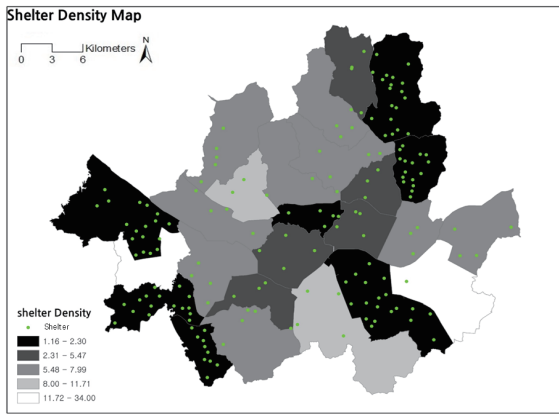 Shelter Density Map
N
Kilometers
0 3 6
shelter Density
Shelter
1.16 - 2.30
2.31 - 5.47
5.48 - 7.99
8.00 - 11.71
11.72 - 34.00